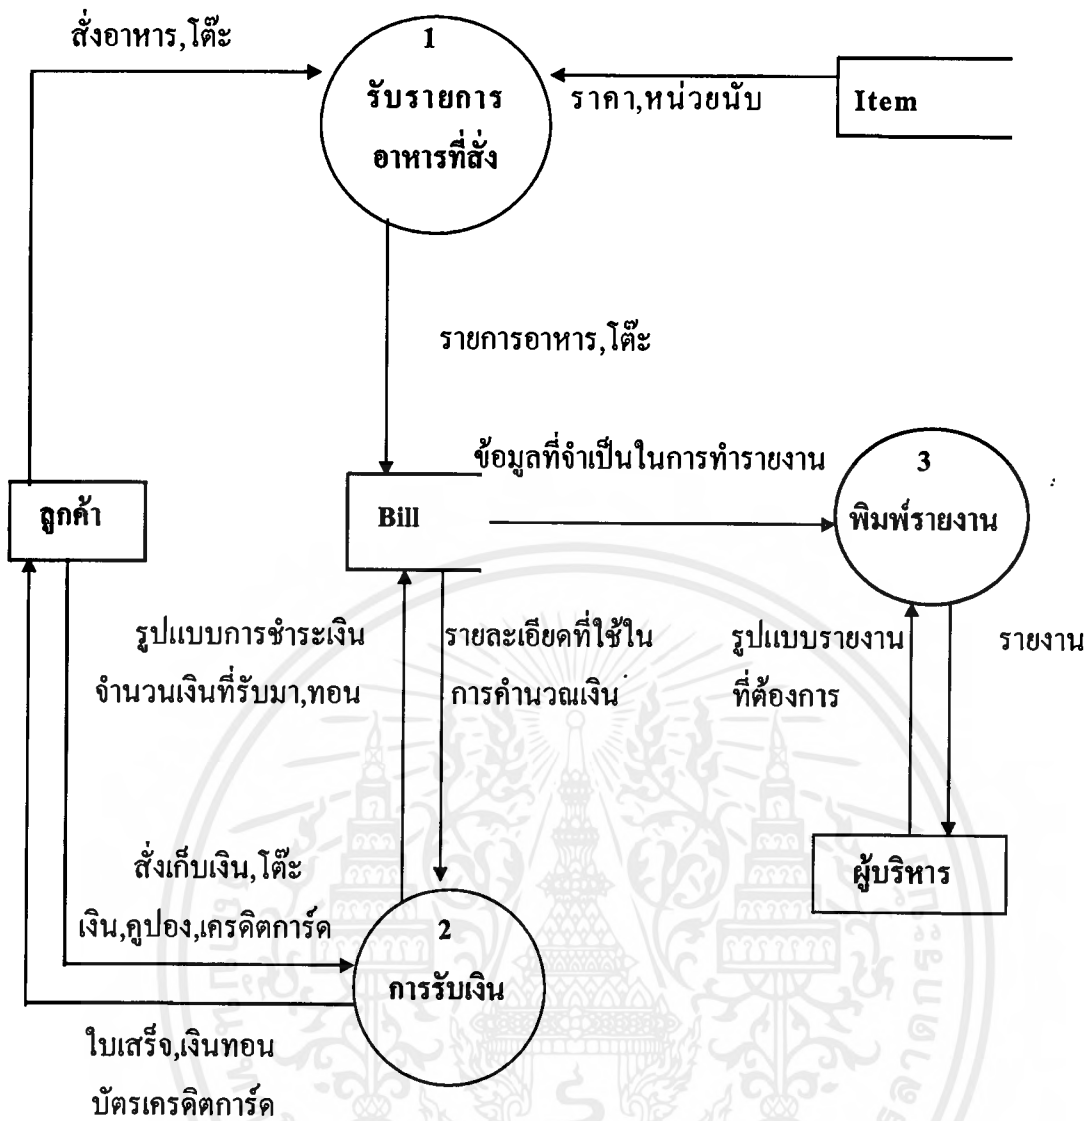 สั่งอาหาร,โต๊ะ
1
รับรายการ
อาหารที่สั่ง
ราคา,หน่วยนับ
Item
รายการอาหาร,โต๊ะ
ข้อมูลที่จำเป็นในการทำรายงาน
3
พิมพ์รายงาน
ลูกค้า
Bill
รูปแบบการชำระเงิน
จำนวนเงินที่รับมา,ทอน
รายละเอียดที่ใช้ใน
การคำนวณเงิน
รูปแบบรายงาน
ที่ต้องการ
รายงาน
ผู้บริหาร
สั่งเก็บเงิน,โต๊ะ
เงิน,คูปอง,เครดิตการ์ด
2
การรับเงิน
ใบเสร็จ,เงินทอน
บัตรเครดิตการ์ด